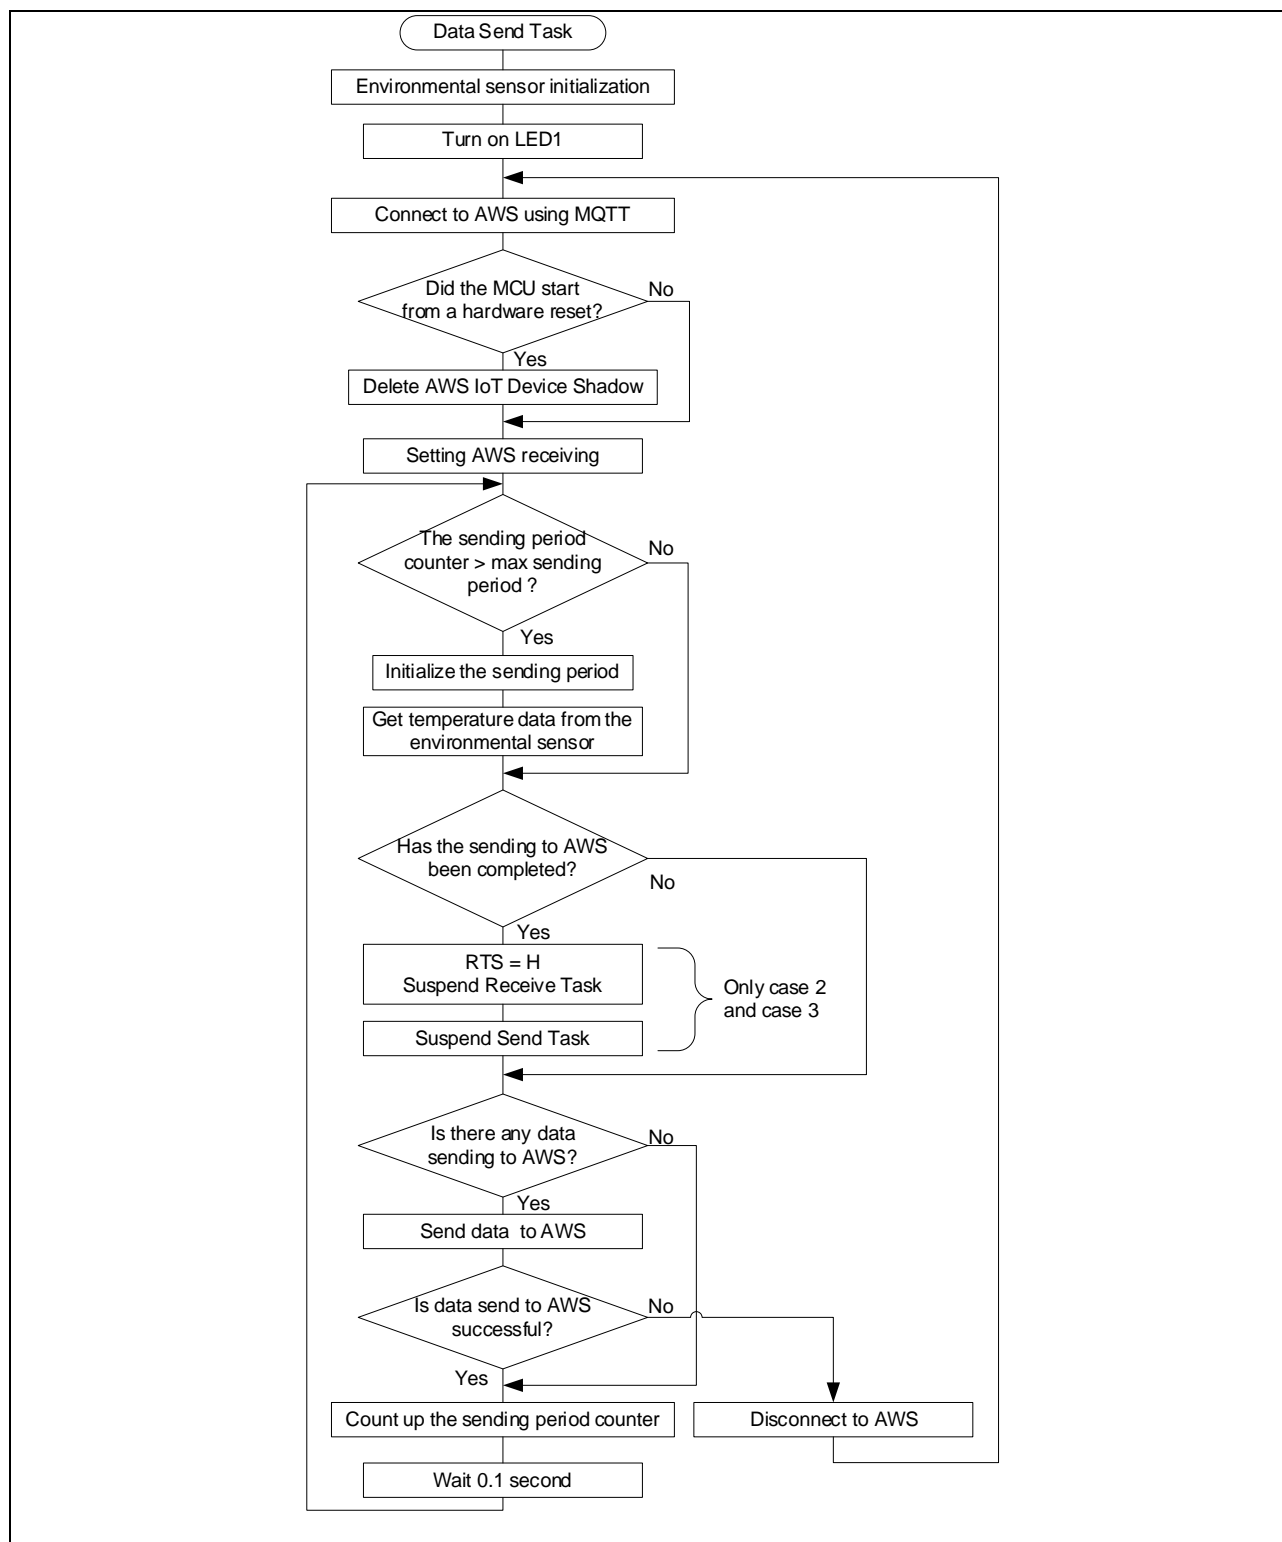 Data Send Task
Environmental sensor initialization
Turn on LED1
Connect to AWS using MQTT
Did the MCU start
from a hardware reset?
No
Yes
Delete AWS IoT Device Shadow
Setting AWS receiving
The sending period
counter > max sending
period ?
No
Yes
Initialize the sending period
Get temperature data from the
environmental sensor
Has the sending to AWS
been completed?
No
Yes
RTS = H
Suspend Receive Task
Suspend Send Task
Only case 2
and case 3
Is there any data
sending to AWS?
No
Yes
Send data to AWS
Is data send to AWS
successful?
No
Yes
Count up the sending period counter
Disconnect to AWS
Wait 0.1 second